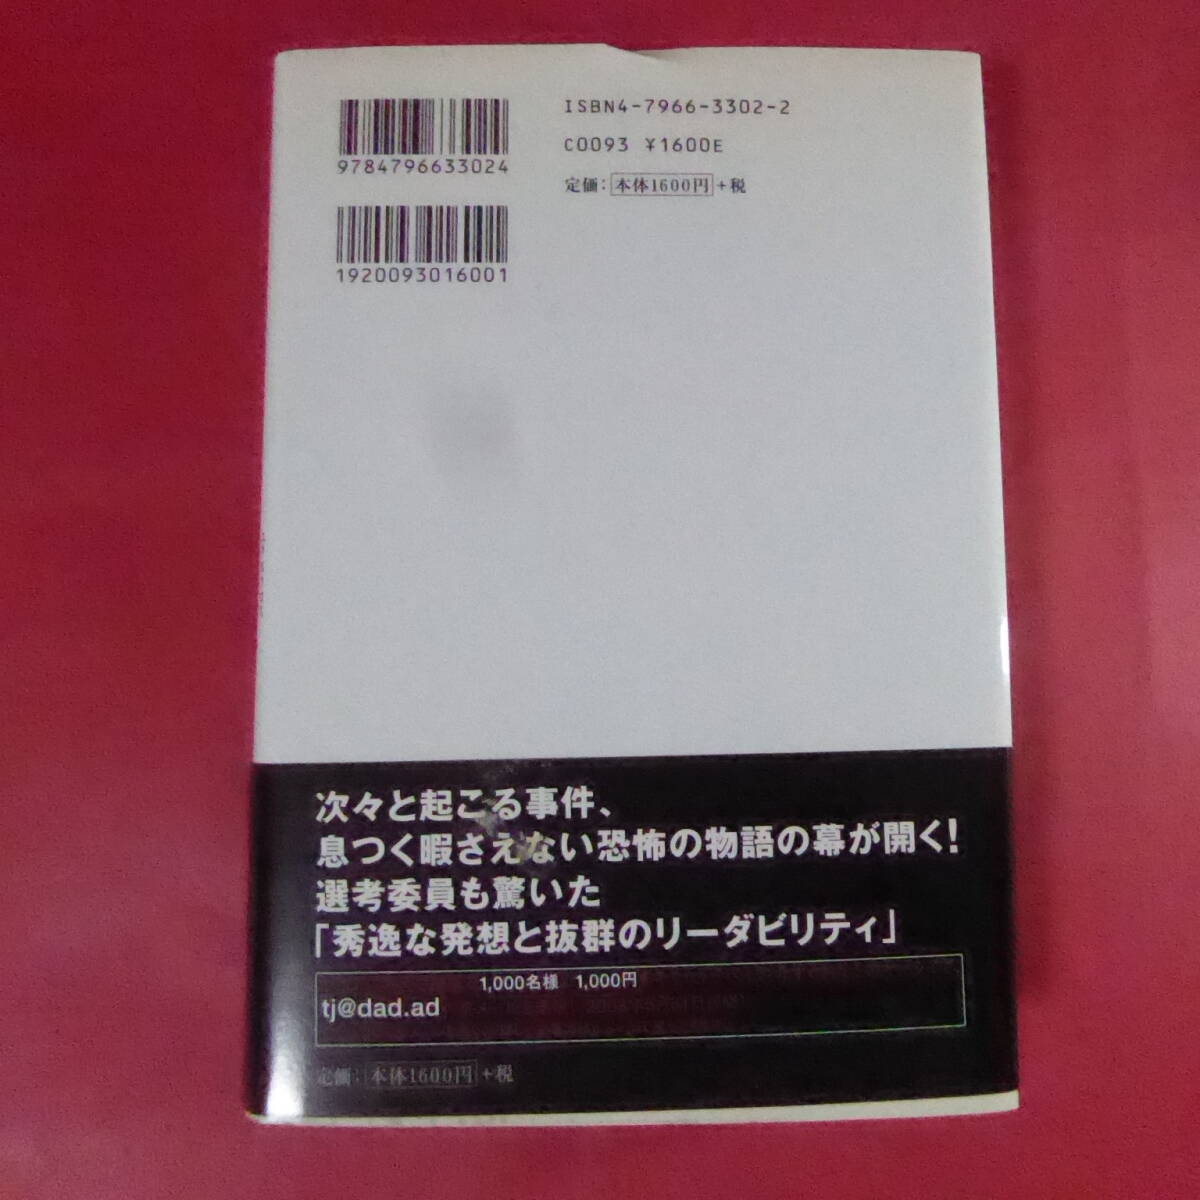 ISBN4-7966-3302-2
C0093 ¥1600E
定価：本体1600円+税
9784796633024
1920093016001
次々と起こる事件、
息つく暇さえない恐怖の物語の幕が開く！
選考委員も驚いた
「秀逸な発想と抜群のリーダビリティ」
1,000名様 1,000円
tj@dad.ad
定価：本体1600円+税